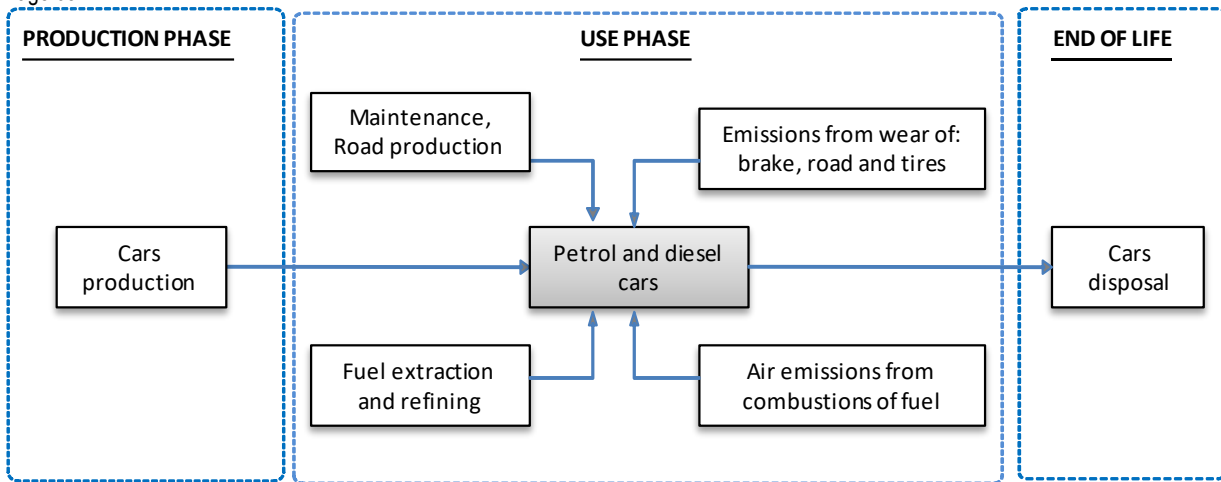 PRODUCTION PHASE
USE PHASE
END OF LIFE
Maintenance,
Road production
Emissions from wear of:
brake, road and tires
Cars
production
Petrol and diesel
cars
Cars
disposal
Fuel extraction
and refining
Air emissions from
combustions of fuel